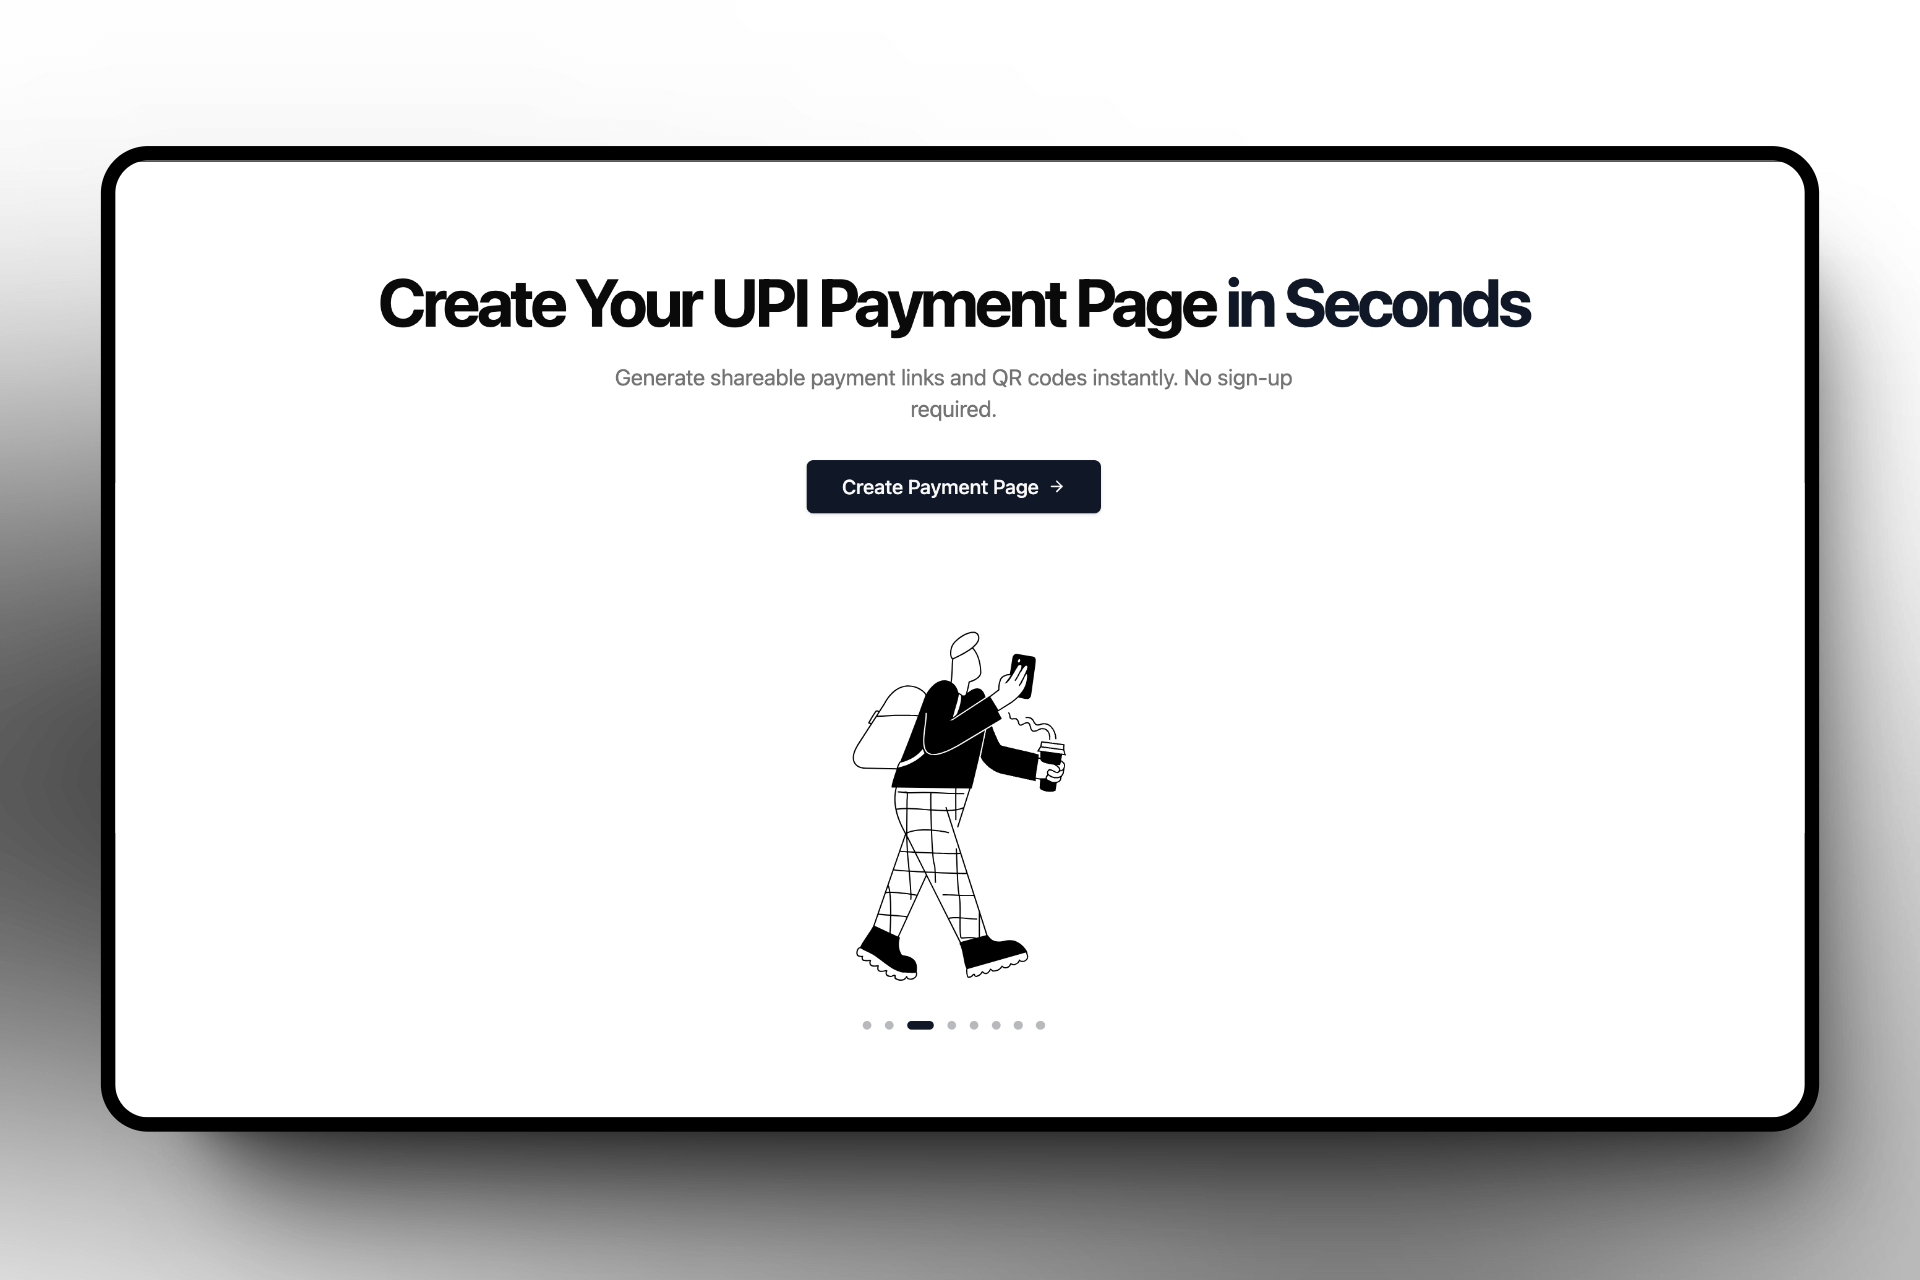 Create Your UPI Payment Page in Seconds
Generate shareable payment links and QR codes instantly. No sign-up
required.
Create Payment Page →